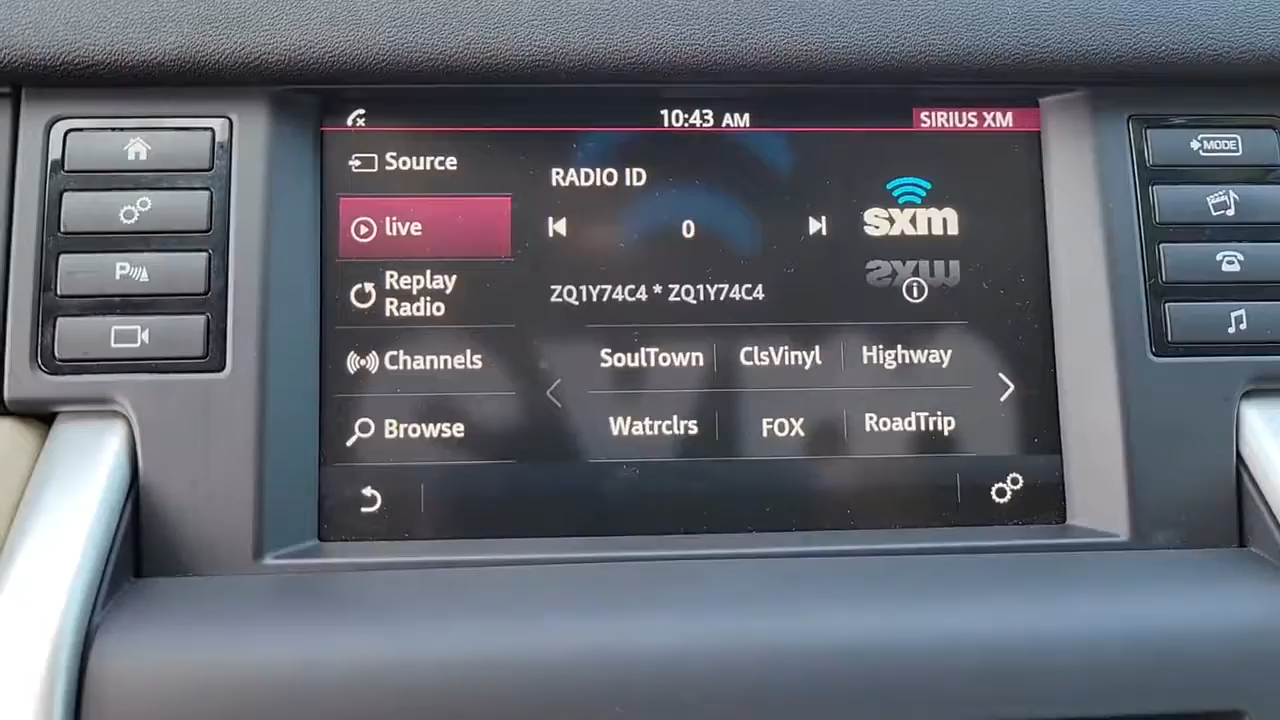 10:43 AM
SIRIUS XM
Source
RADIO ID
live
0
sxm
Replay
Radio
ZQ1Y74C4 * ZQ1Y74C4
Channels
SoulTown
ClsVinyl
Highway
Browse
Watrclrs
FOX
RoadTrip
P
MODE